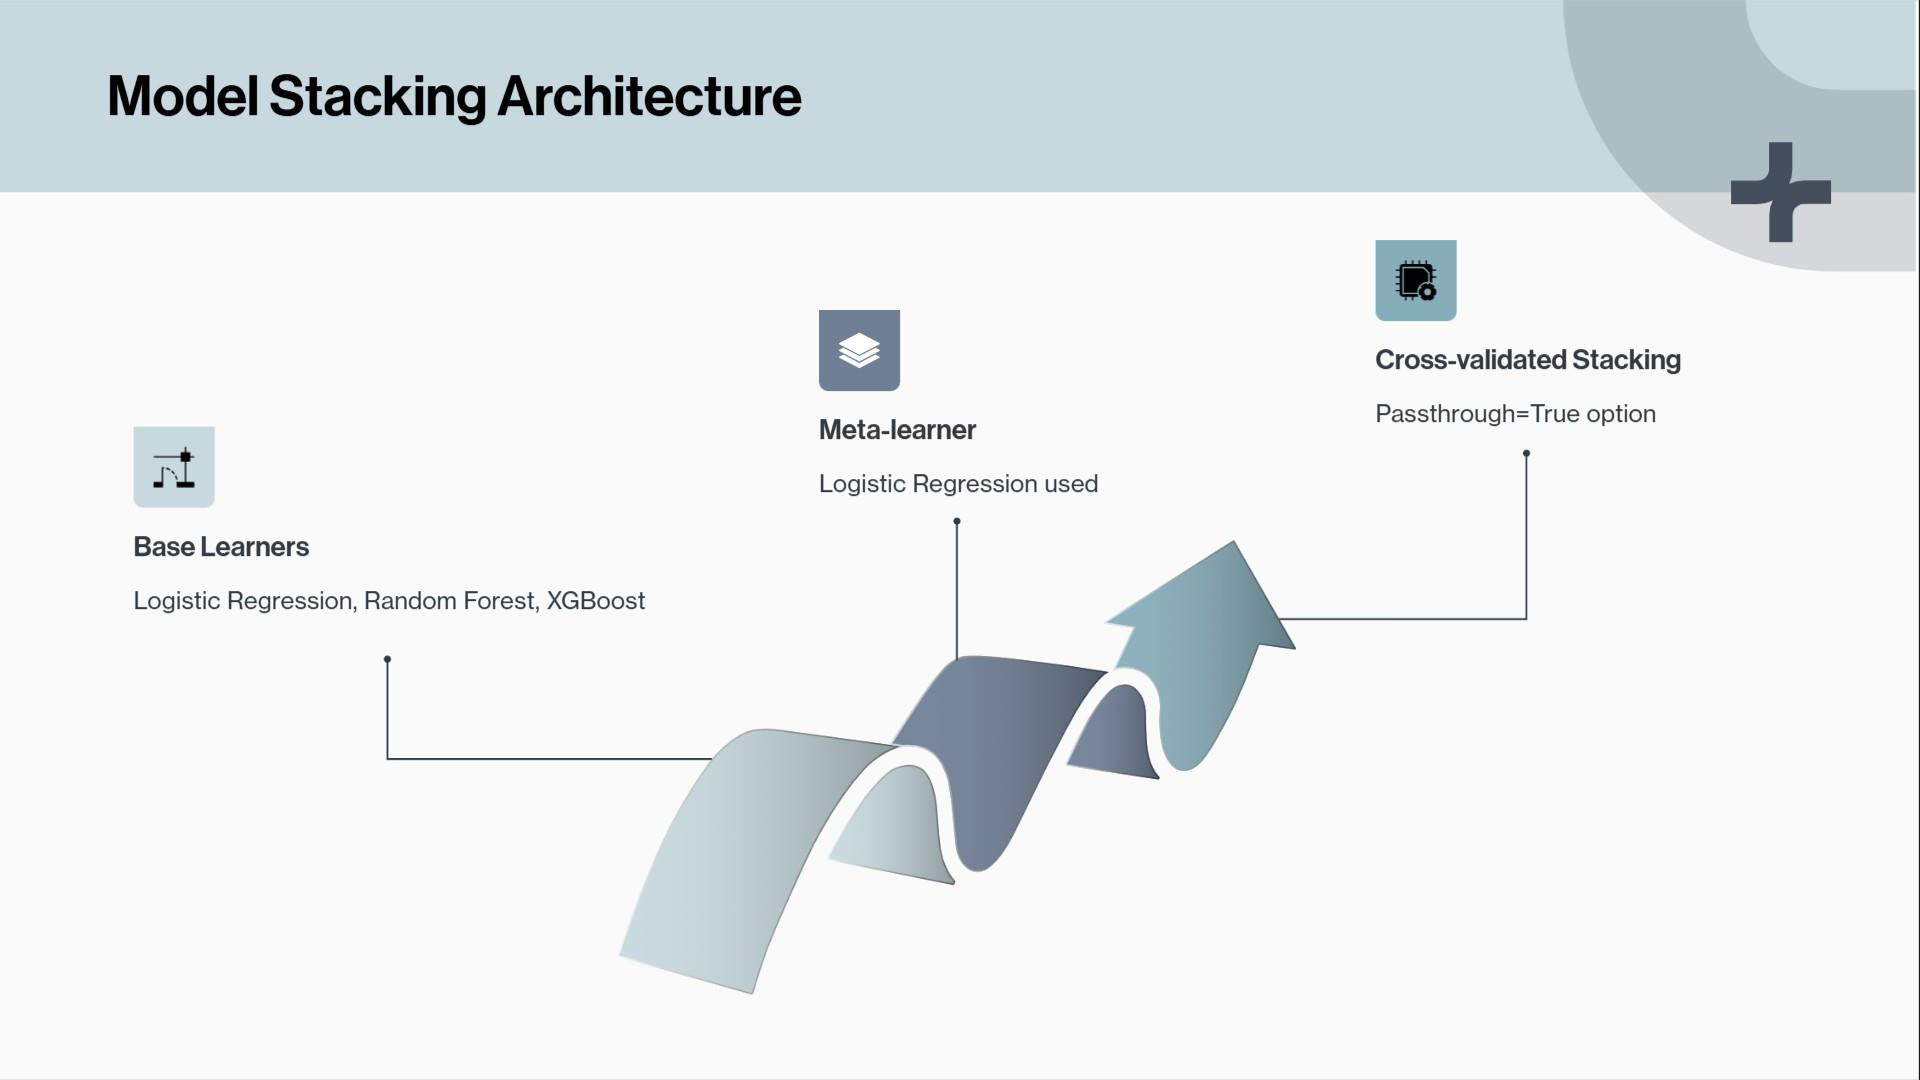 Model Stacking Architecture
Base Learners
Logistic Regression, Random Forest, XGBoost
Meta-learner
Logistic Regression used
Cross-validated Stacking
Passthrough=True option